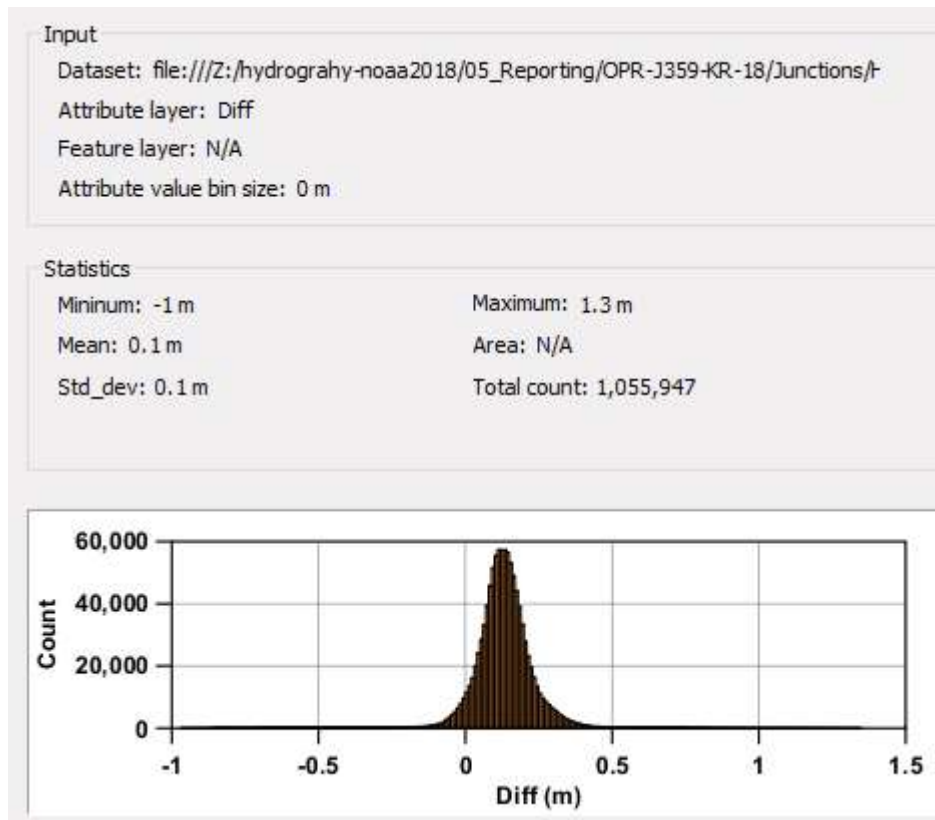 Input
Dataset: file:///Z:/hydrograhy-noaa2018/05_Reporting/OPR-J359-KR-18/Junctions/
Attribute layer: Diff
Feature layer: N/A
Attribute value bin size: 0 m
Statistics
Mininum: -1 m Maximum: 1.3 m
Mean: 0.1 m Area: N/A
Std_dev: 0.1 m Total count: 1,055,947
60,000
40,000
20,000
0
Count
-1 -0.5 0 0.5 1 1.5
Diff (m)